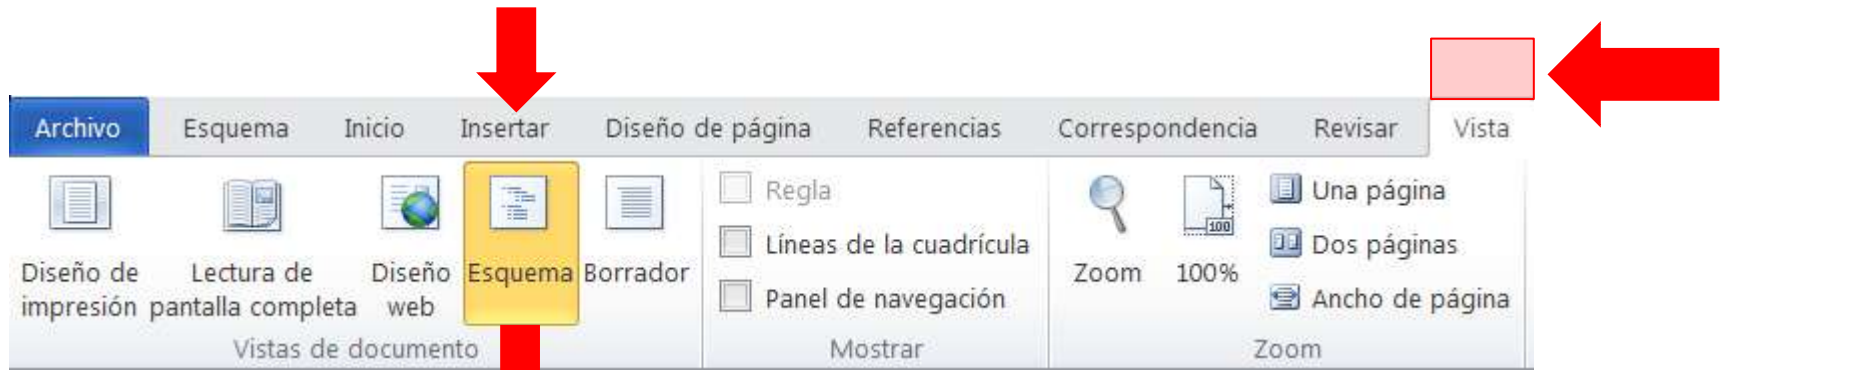 Archivo Esquema Inicio Insertar Diseño de página Referencias Correspondencia Revisar Vista
Diseño de impresión
Lectura de pantalla completa
Diseño web
Esquema
Borrador
Vistas de documento
Regla
Líneas de la cuadrícula
Panel de navegación
Mostrar
Zoom
100
100%
Una página
Dos páginas
Ancho de página
Zoom